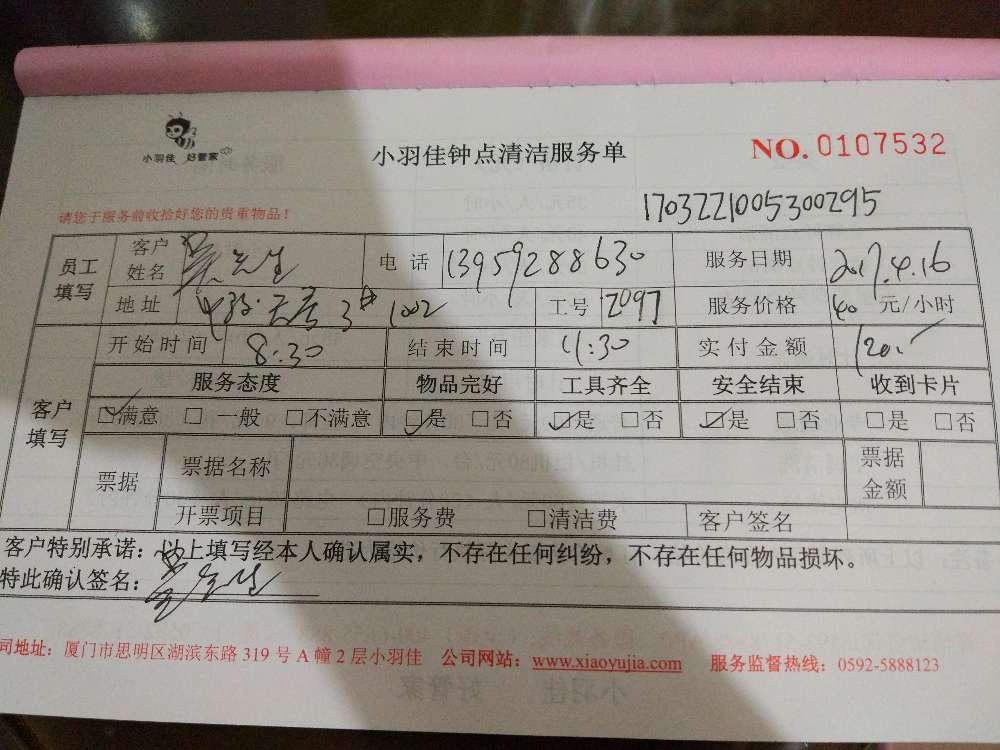 小羽佳 好管家
小羽佳钟点清洁服务单
NO. 0107532
170322100530029​5
请您于服务前收拾好您的贵重物品！
员工填写 客户姓名 吴先生 电话 13959288630 服务日期 2017.4.16
地址 3 1002 工号 2097 服务价格 40 元/小时
客户填写 开始时间 8:30 结束时间 11:30 实付金额 120
服务态度 物品完好 工具齐全 安全结束 收到卡片
☑满意 □一般 □不满意 ☑是 □否 ☑是 □否 ☑是 □否 □是 □否
票据 票据名称 票据金额
开票项目 □服务费 □清洁费 客户签名
客户特别承诺：以上填写经本人确认属实，不存在任何纠纷，不存在任何物品损坏。
特此确认签名：吴先生
司地址：厦门市思明区湖滨东路 319 号 A 幢 2 层小羽佳 公司网站：www.xiaoyujia.com 服务监督热线：0592-5888123